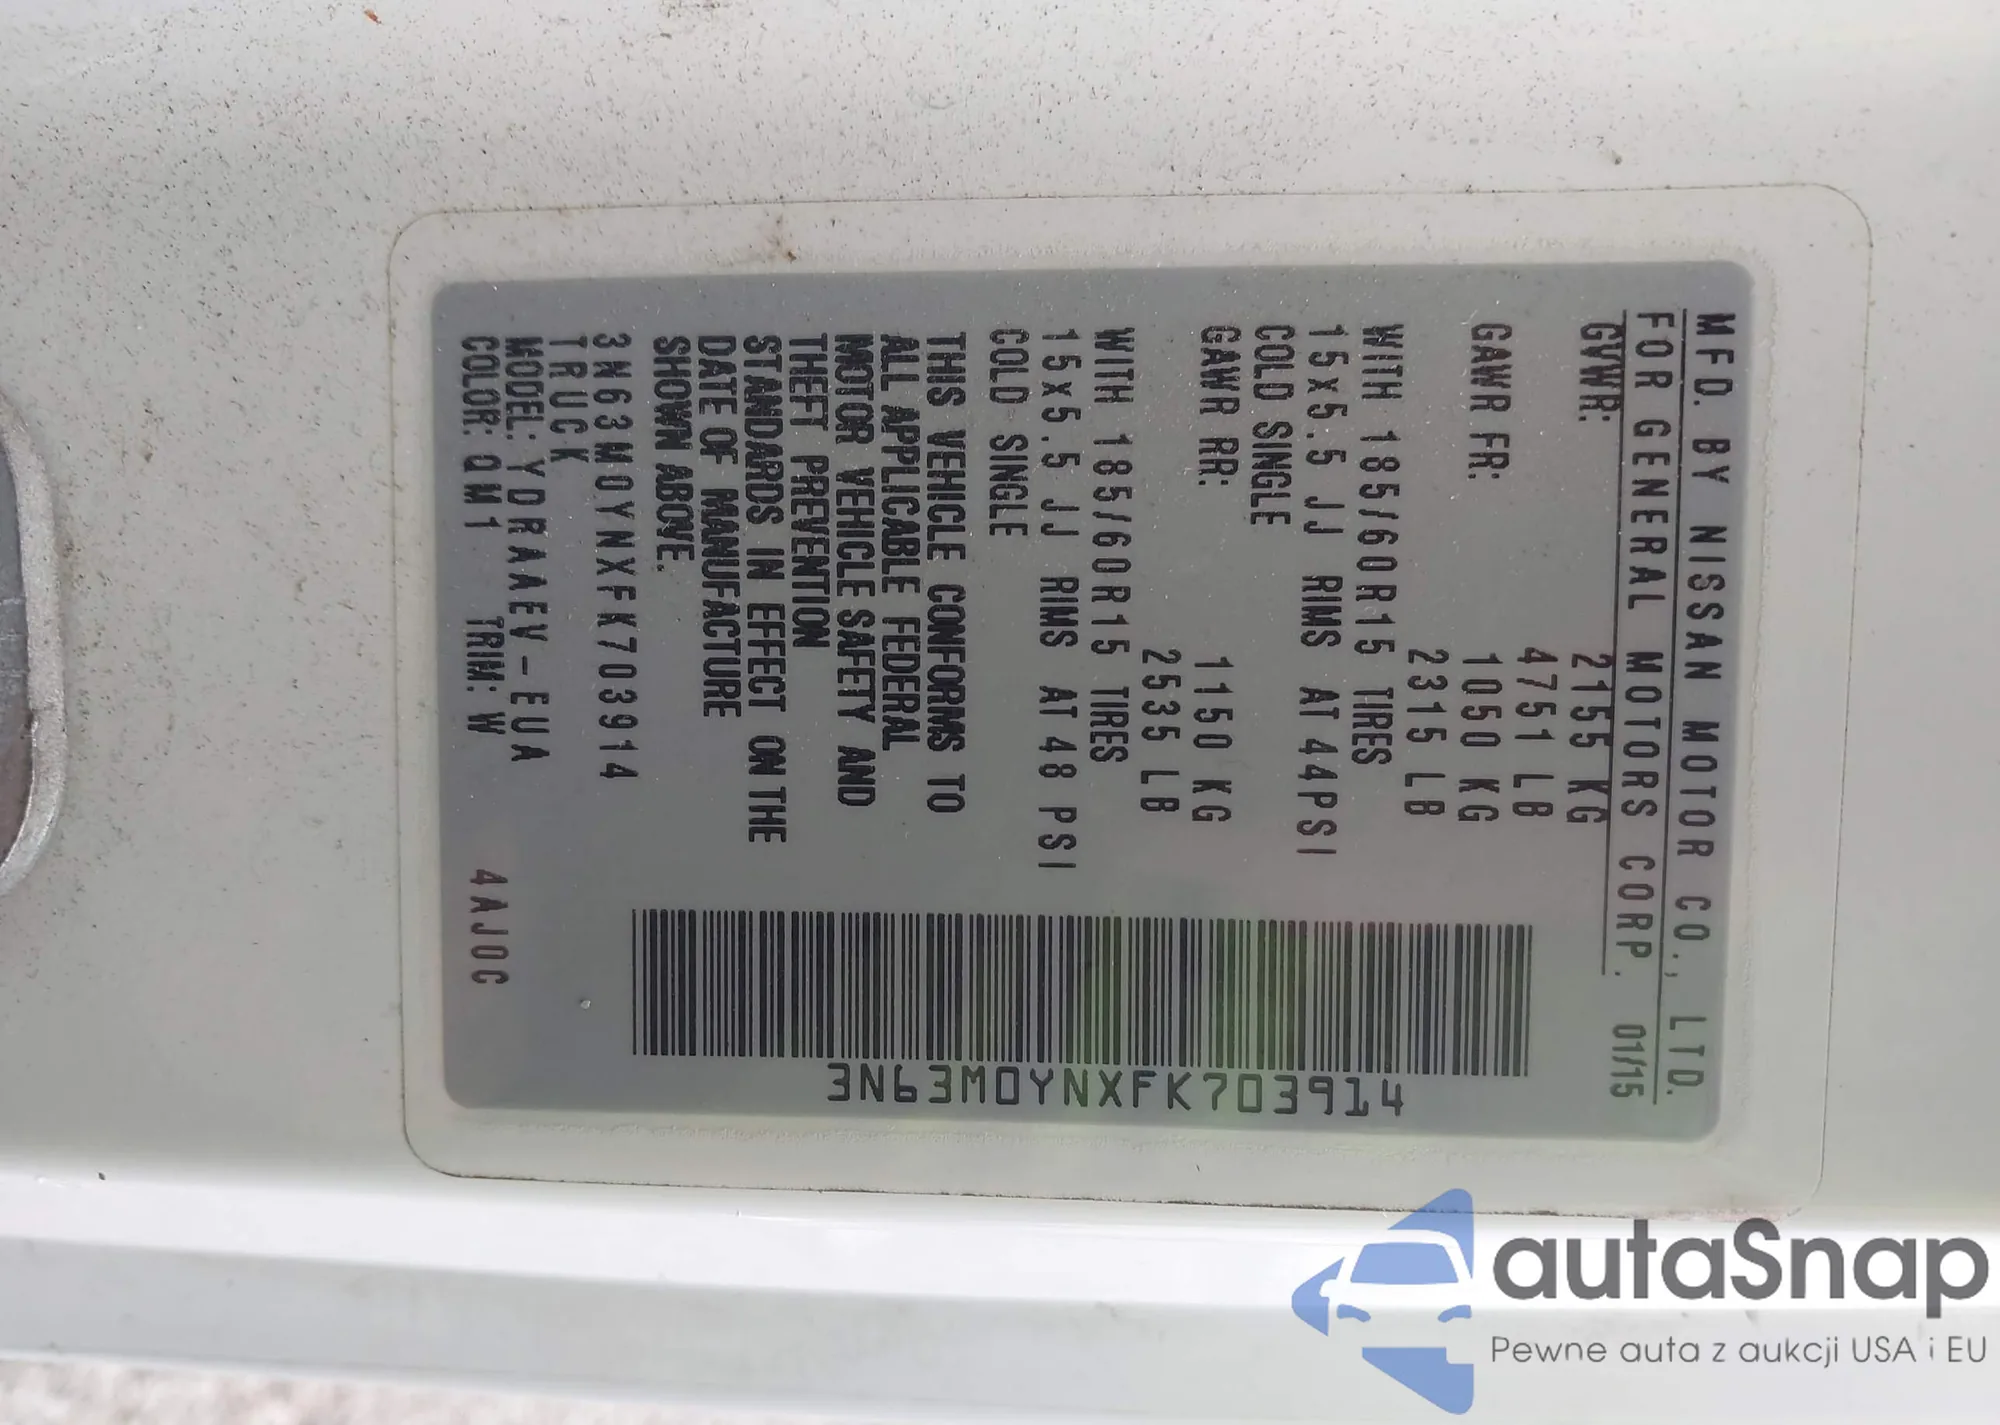 MFD. BY NISSAN MOTOR CO., LTD.
FOR GENERAL MOTORS CORP. 01/15
GVWR: 2155 KG
4751 LB
GAWR FR: 1050 KG
2315 LB
WITH 185/60R15 TIRES
15x5.5 JJ RIMS AT 44PSI
COLD SINGLE
GAWR RR: 1150 KG
2535 LB
WITH 185/60R15 TIRES
15x5.5 JJ RIMS AT 48 PSI
COLD SINGLE
THIS VEHICLE CONFORMS TO
ALL APPLICABLE FEDERAL
MOTOR VEHICLE SAFETY AND
THEFT PREVENTION
STANDARDS IN EFFECT ON THE
DATE OF MANUFACTURE
SHOWN ABOVE.
3N63M0YNXFK703914
TRUCK
MODEL: YDRAAEV-EUA
COLOR: QM1 TRIM: W 4AJ0C
3N63M0YNXFK703914
autaSnap
Pewne auta z aukcji USA i EU